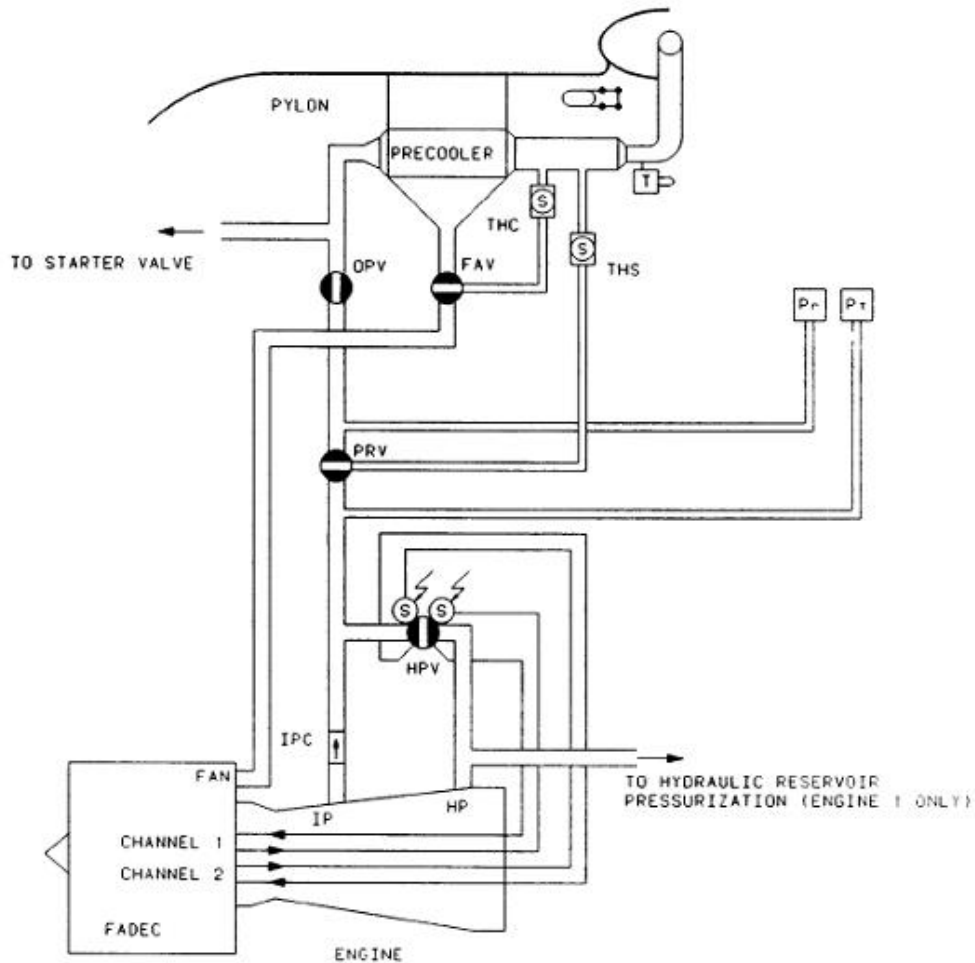 PYLON
PRECOOLER
T
S
THC
TO STARTER VALVE
OPV
FAV
S
THS
Pr
PT
PRV
S
S
HPV
IPC
FAN
TO HYDRAULIC RESERVOIR
PRESSURIZATION (ENGINE 1 ONLY)
IP
HP
CHANNEL 1
CHANNEL 2
FADEC
ENGINE